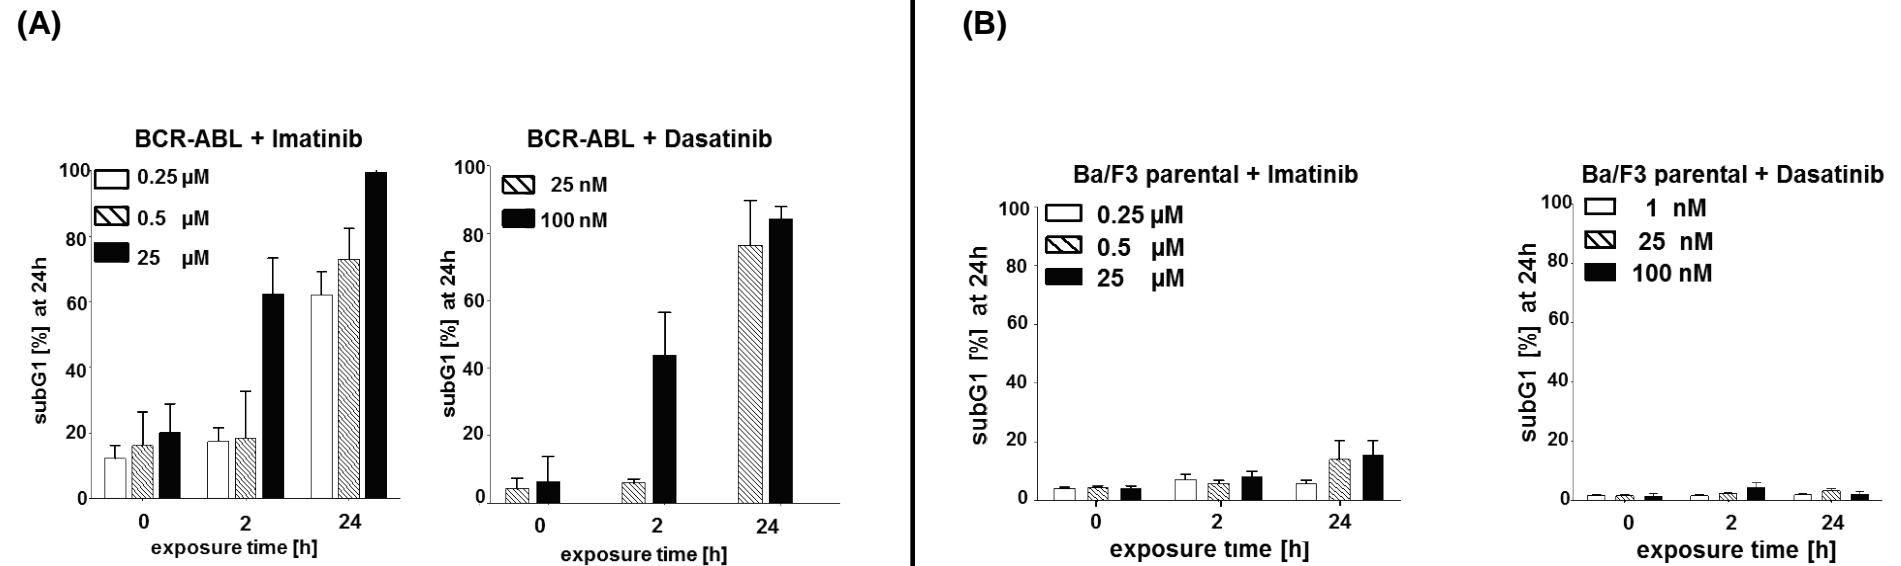 (A)
BCR-ABL + Imatinib
0.25 µM
0.5 µM
25 µM
100
80
60
40
20
0
subG1 [%] at 24h
0 2 24
exposure time [h]
BCR-ABL + Dasatinib
25 nM
100 nM
100
80
60
40
20
0
subG1 [%] at 24h
0 2 24
exposure time [h]
(B)
Ba/F3 parental + Imatinib
0.25 µM
0.5 µM
25 µM
100
80
60
40
20
0
subG1 [%] at 24h
0 2 24
exposure time [h]
Ba/F3 parental + Dasatinib
1 nM
25 nM
100 nM
100
80
60
40
20
0
subG1 [%] at 24h
0 2 24
exposure time [h]